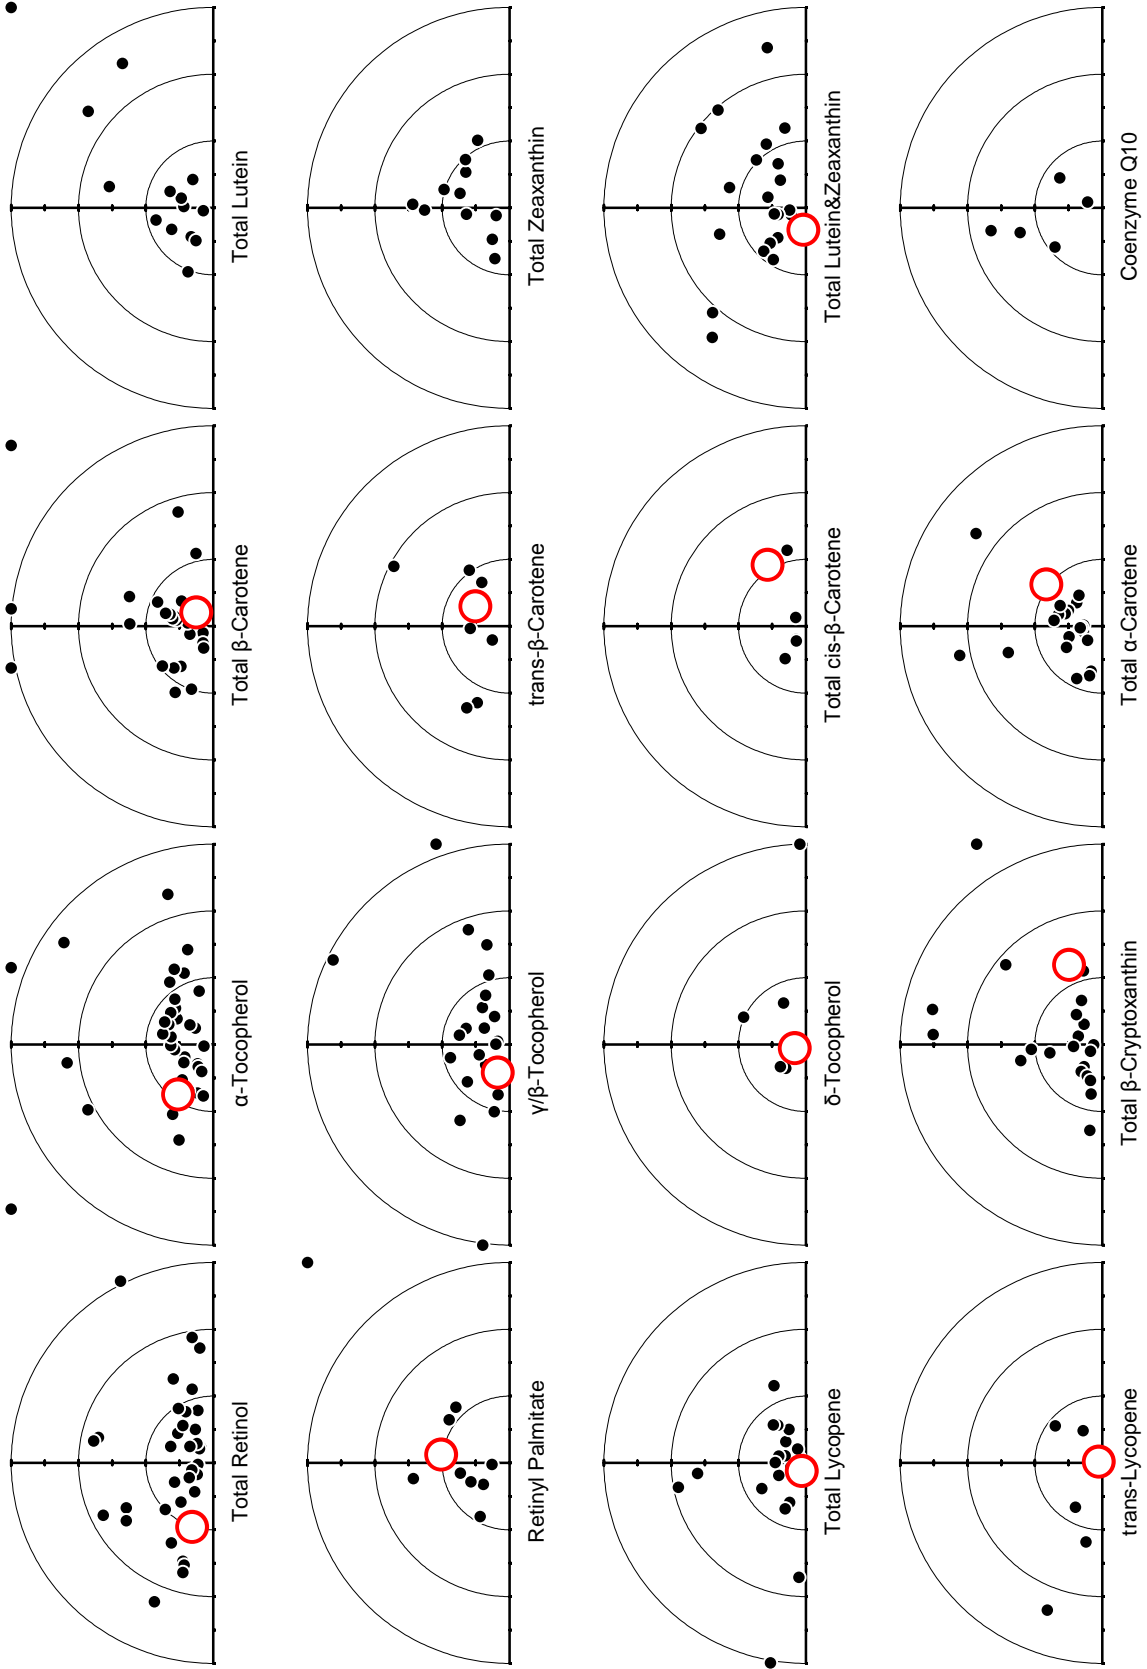 Total Retinol
α-Tocopherol
Total β-Carotene
Total Lutein
Retinyl Palmitate
γ/β-Tocopherol
trans-β-Carotene
Total Zeaxanthin
Total Lycopene
δ-Tocopherol
Total cis-β-Carotene
Total Lutein&Zeaxanthin
trans-Lycopene
Total β-Cryptoxanthin
Total α-Carotene
Coenzyme Q10